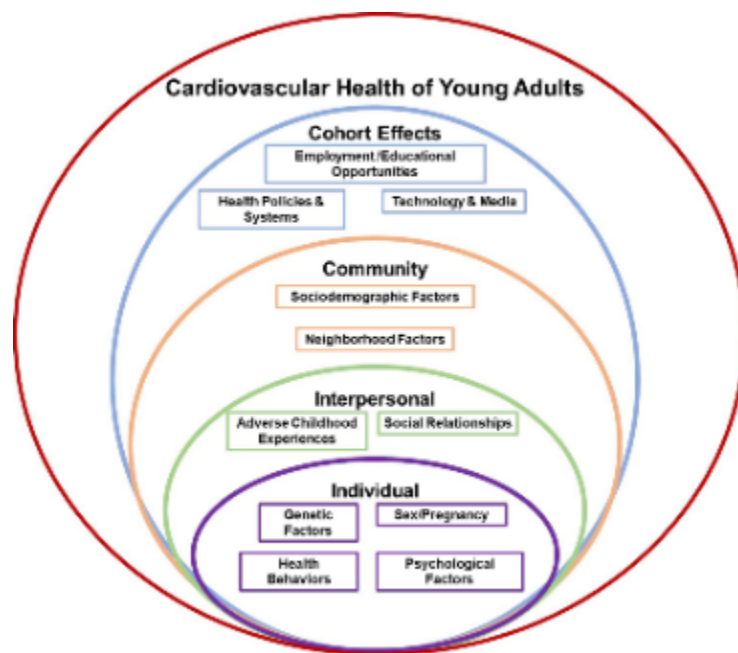 Cardiovascular Health of Young Adults
Cohort Effects
Employment/Educational
Opportunities
Health Policies &
Systems
Technology & Media
Community
Sociodemographic Factors
Neighborhood Factors
Interpersonal
Adverse Childhood
Experiences
Social Relationships
Individual
Genetic
Factors
Sex/Pregnancy
Health
Behaviors
Psychological
Factors